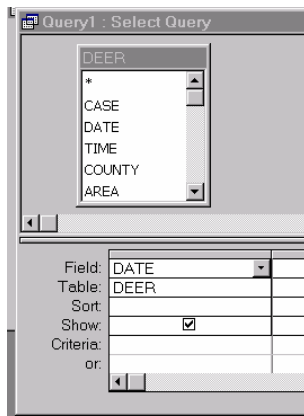 Query1 : Select Query
DEER
*
CASE
DATE
TIME
COUNTY
AREA
Field: DATE
Table: DEER
Sort:
Show:
Criteria:
or: